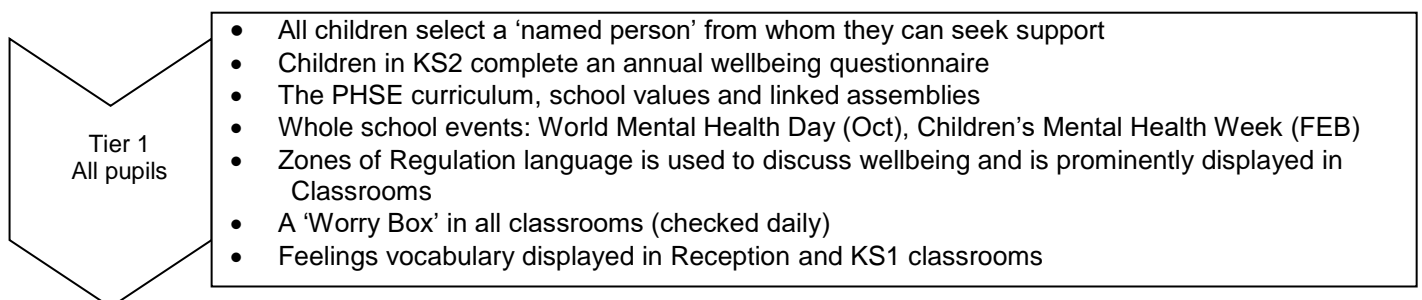 Tier 1
All pupils
• All children select a ‘named person’ from whom they can seek support
• Children in KS2 complete an annual wellbeing questionnaire
• The PHSE curriculum, school values and linked assemblies
• Whole school events: World Mental Health Day (Oct), Children’s Mental Health Week (FEB)
• Zones of Regulation language is used to discuss wellbeing and is prominently displayed in
Classrooms
• A ‘Worry Box’ in all classrooms (checked daily)
• Feelings vocabulary displayed in Reception and KS1 classrooms